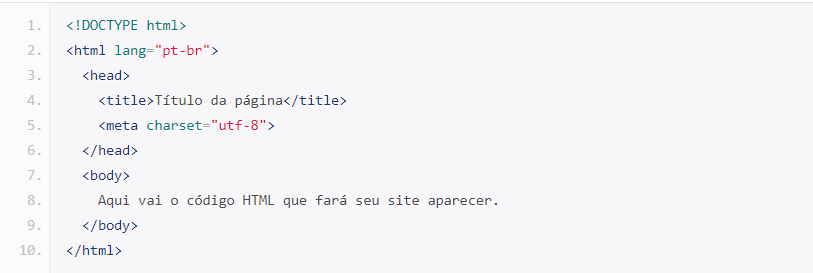 1. <!DOCTYPE html>
2. <html lang="pt-br">
3. <head>
4. <title>Título da página</title>
5. <meta charset="utf-8">
6. </head>
7. <body>
8. Aqui vai o código HTML que fará seu site aparecer.
9. </body>
10. </html>